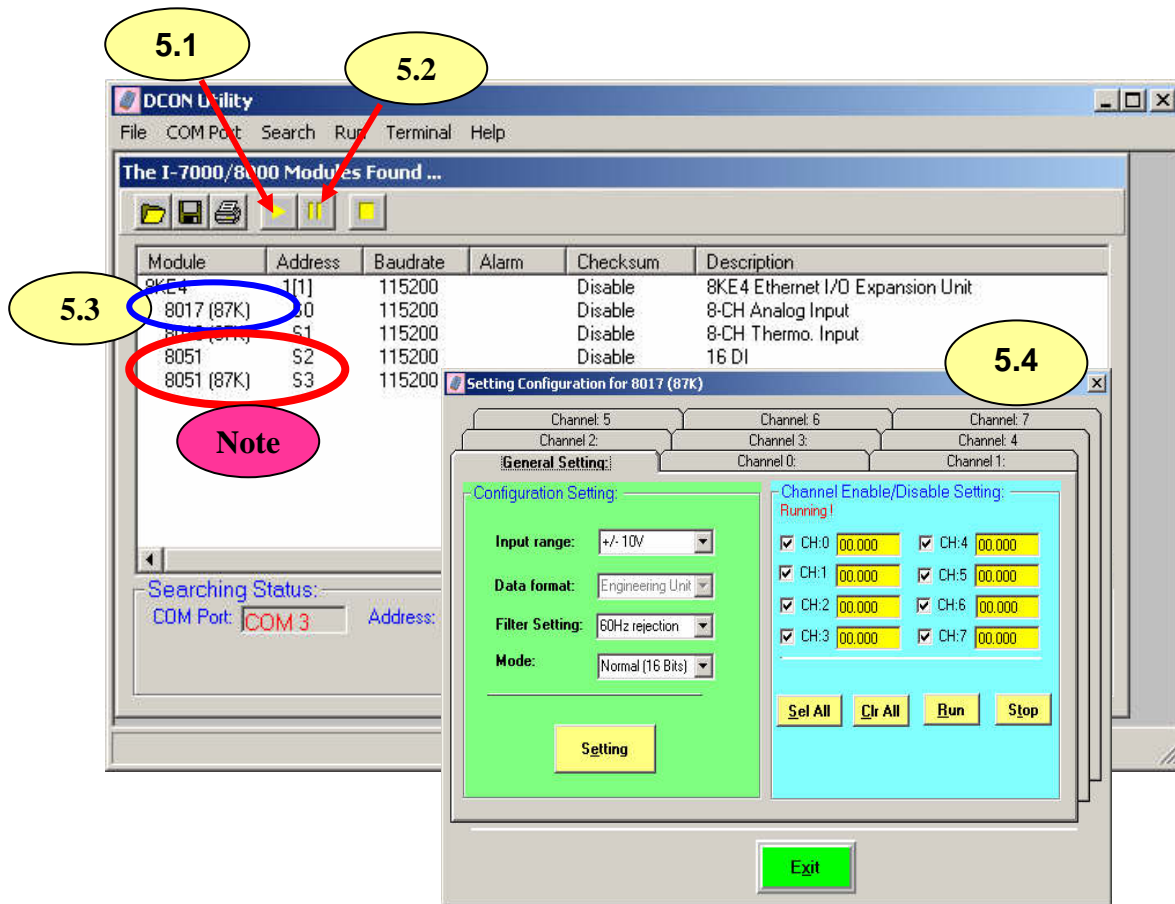 5.1
5.2
DCON Utility
File COM Port Search Run Terminal Help
The I-7000/8000 Modules Found ...
Module Address Baudrate Alarm Checksum Description
8KE4 1[1] 115200 Disable 8KE4 Ethernet I/O Expansion Unit
5.3
8017 (87K) S0 115200 Disable 8-CH Analog Input
(87K) S1 115200 Disable 8-CH Thermo. Input
8051 S2 115200 Disable 16 DI
8051 (87K) S3 115200
5.4
Note
Setting Configuration for 8017 (87K)
Channel: 5 Channel: 6 Channel: 7
Channel 2: Channel 3: Channel: 4
General Setting: Channel 0: Channel 1:
Configuration Setting:
Input range: +/- 10V
Data format: Engineering Unit
Filter Setting: 60Hz rejection
Mode: Normal (16 Bits)
Setting
Channel Enable/Disable Setting:
Running !
CH:0 00.000 CH:4 00.000
CH:1 00.000 CH:5 00.000
CH:2 00.000 CH:6 00.000
CH:3 00.000 CH:7 00.000
Sel All Clr All Run Stop
Searching Status:
COM Port: COM 3 Address:
Exit